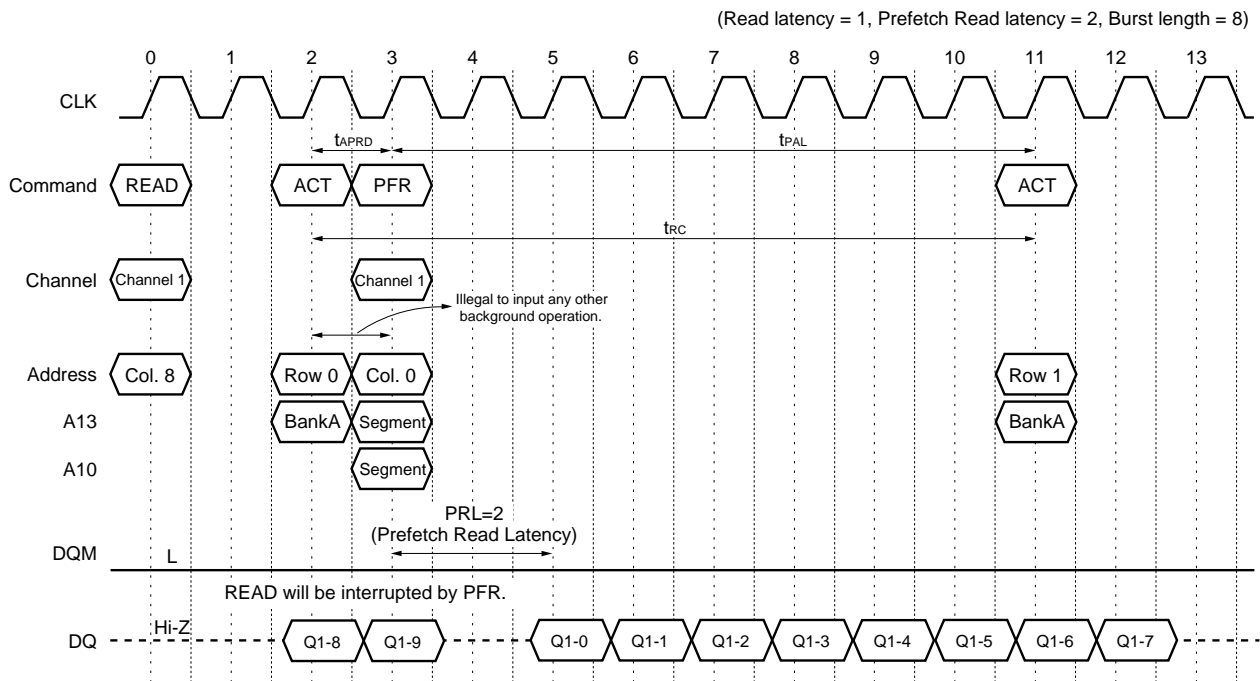 (Read latency = 1, Prefetch Read latency = 2, Burst length = 8)
0 1 2 3 4 5 6 7 8 9 10 11 12 13
CLK
tAPRD tPAL
Command READ ACT PFR ACT
tRC
Channel Channel 1 Channel 1
Illegal to input any other
background operation.
Address Col. 8 Row 0 Col. 0 Row 1
A13 BankA Segment BankA
A10 Segment
PRL=2
(Prefetch Read Latency)
DQM L
READ will be interrupted by PFR.
DQ Hi-Z Q1-8 Q1-9 Q1-0 Q1-1 Q1-2 Q1-3 Q1-4 Q1-5 Q1-6 Q1-7